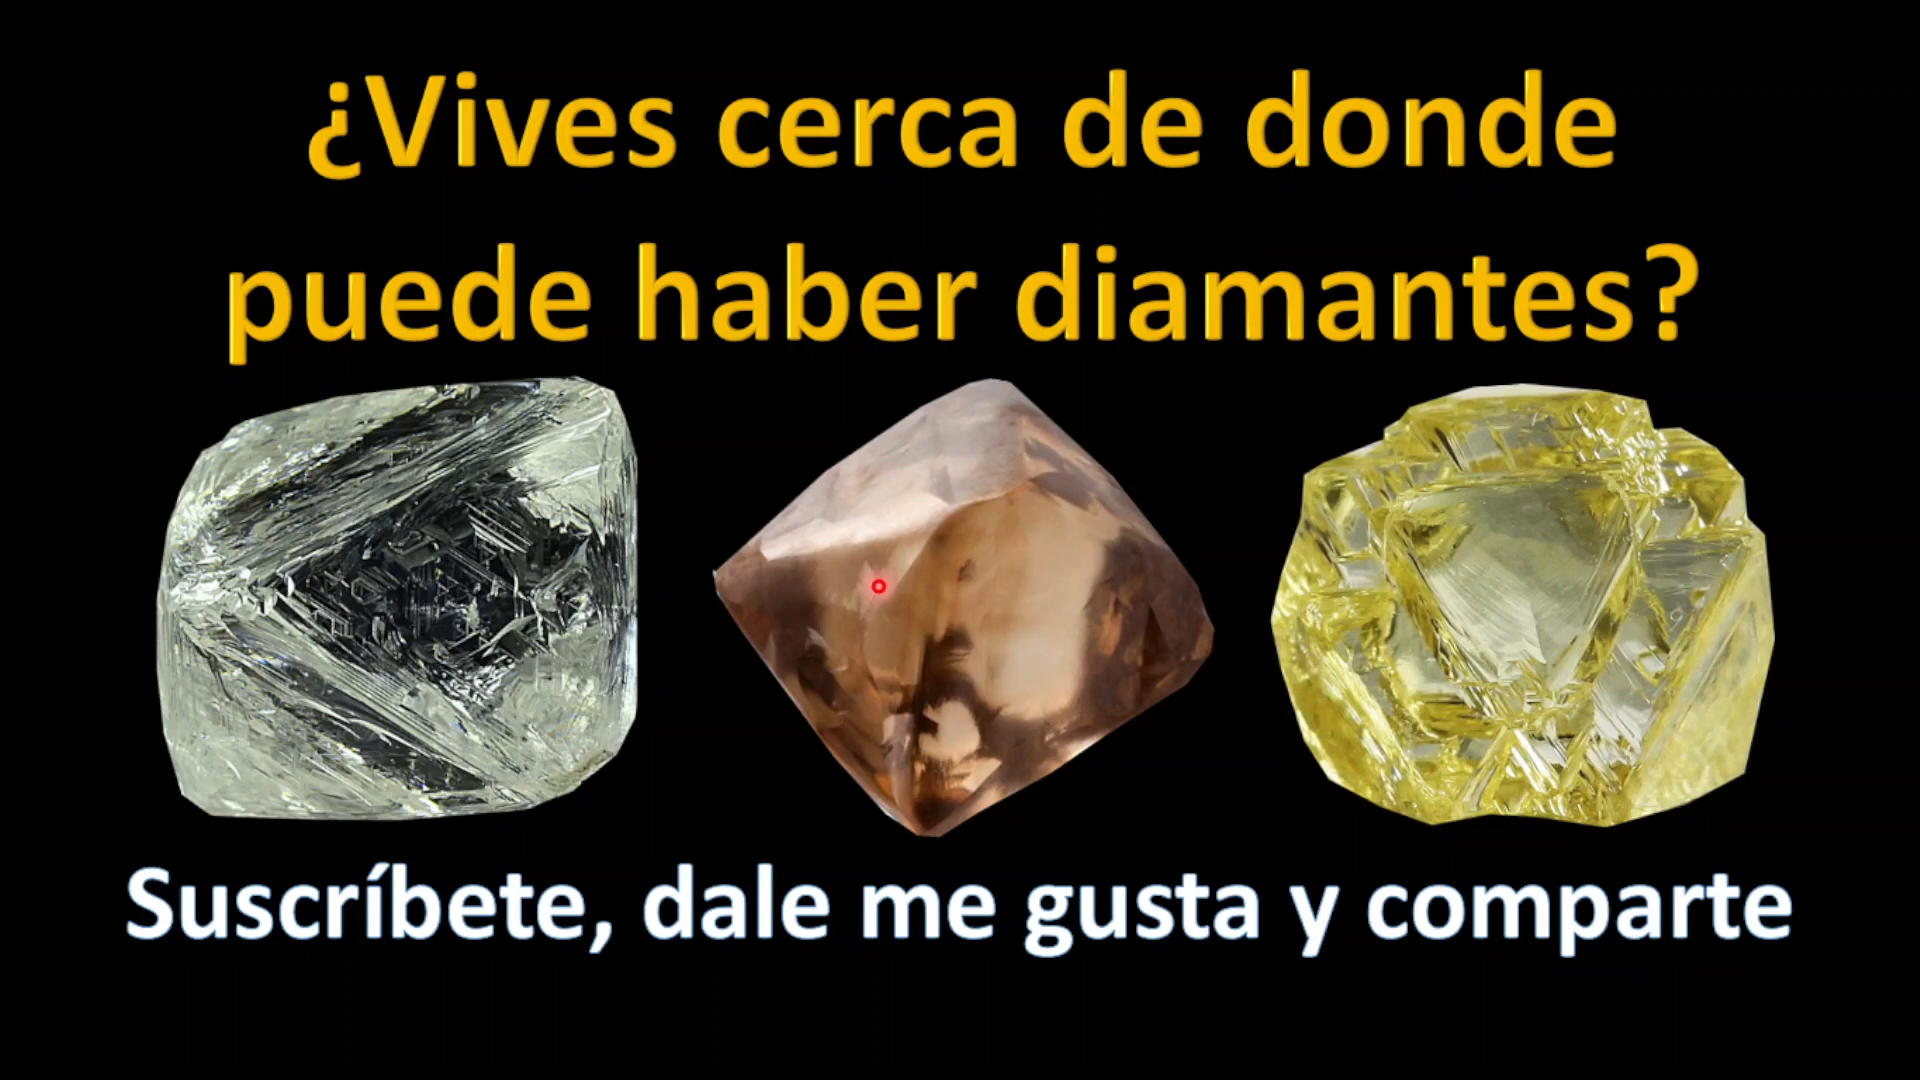 ¿Vives cerca de donde
puede haber diamantes?
Suscríbete, dale me gusta y comparte